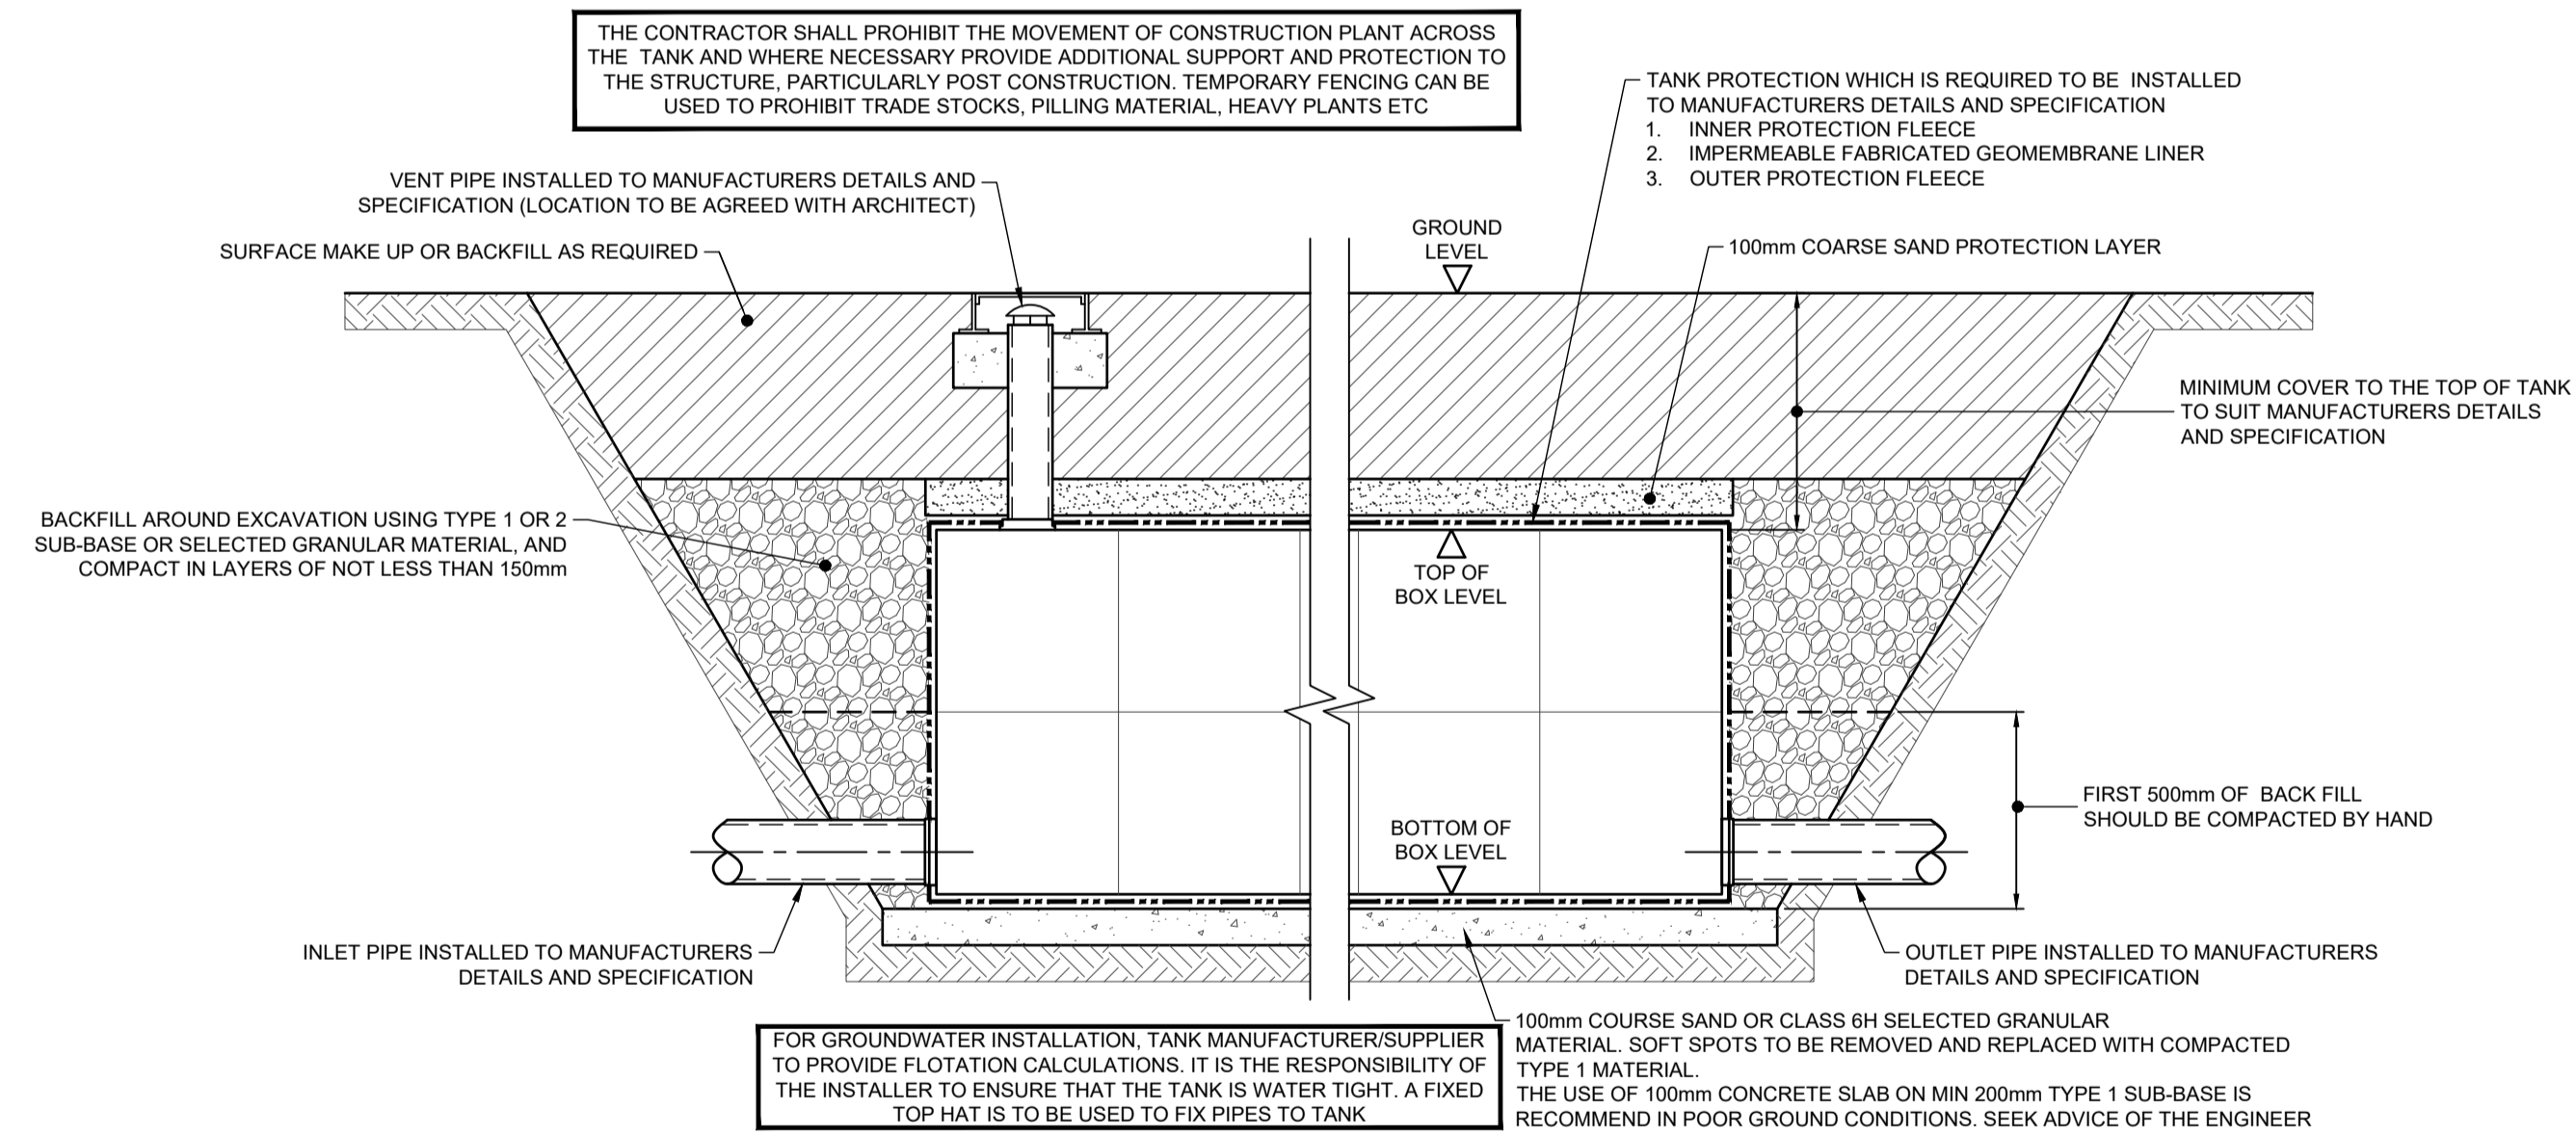 THE CONTRACTOR SHALL PROHIBIT THE MOVEMENT OF CONSTRUCTION PLANT ACROSS
THE TANK AND WHERE NECESSARY PROVIDE ADDITIONAL SUPPORT AND PROTECTION TO
THE STRUCTURE, PARTICULARLY POST CONSTRUCTION. TEMPORARY FENCING CAN BE
USED TO PROHIBIT TRADE STOCKS, PILLING MATERIAL, HEAVY PLANTS ETC
TANK PROTECTION WHICH IS REQUIRED TO BE INSTALLED
TO MANUFACTURERS DETAILS AND SPECIFICATION
1. INNER PROTECTION FLEECE
2. IMPERMEABLE FABRICATED GEOMEMBRANE LINER
3. OUTER PROTECTION FLEECE
VENT PIPE INSTALLED TO MANUFACTURERS DETAILS AND
SPECIFICATION (LOCATION TO BE AGREED WITH ARCHITECT)
SURFACE MAKE UP OR BACKFILL AS REQUIRED
GROUND
LEVEL
100mm COARSE SAND PROTECTION LAYER
MINIMUM COVER TO THE TOP OF TANK
TO SUIT MANUFACTURERS DETAILS
AND SPECIFICATION
BACKFILL AROUND EXCAVATION USING TYPE 1 OR 2
SUB-BASE OR SELECTED GRANULAR MATERIAL, AND
COMPACT IN LAYERS OF NOT LESS THAN 150mm
TOP OF
BOX LEVEL
FIRST 500mm OF BACK FILL
SHOULD BE COMPACTED BY HAND
BOTTOM OF
BOX LEVEL
INLET PIPE INSTALLED TO MANUFACTURERS
DETAILS AND SPECIFICATION
OUTLET PIPE INSTALLED TO MANUFACTURERS
DETAILS AND SPECIFICATION
FOR GROUNDWATER INSTALLATION, TANK MANUFACTURER/SUPPLIER
TO PROVIDE FLOTATION CALCULATIONS. IT IS THE RESPONSIBILITY OF
THE INSTALLER TO ENSURE THAT THE TANK IS WATER TIGHT. A FIXED
TOP HAT IS TO BE USED TO FIX PIPES TO TANK
100mm COURSE SAND OR CLASS 6H SELECTED GRANULAR
MATERIAL. SOFT SPOTS TO BE REMOVED AND REPLACED WITH COMPACTED
TYPE 1 MATERIAL.
THE USE OF 100mm CONCRETE SLAB ON MIN 200mm TYPE 1 SUB-BASE IS
RECOMMEND IN POOR GROUND CONDITIONS. SEEK ADVICE OF THE ENGINEER